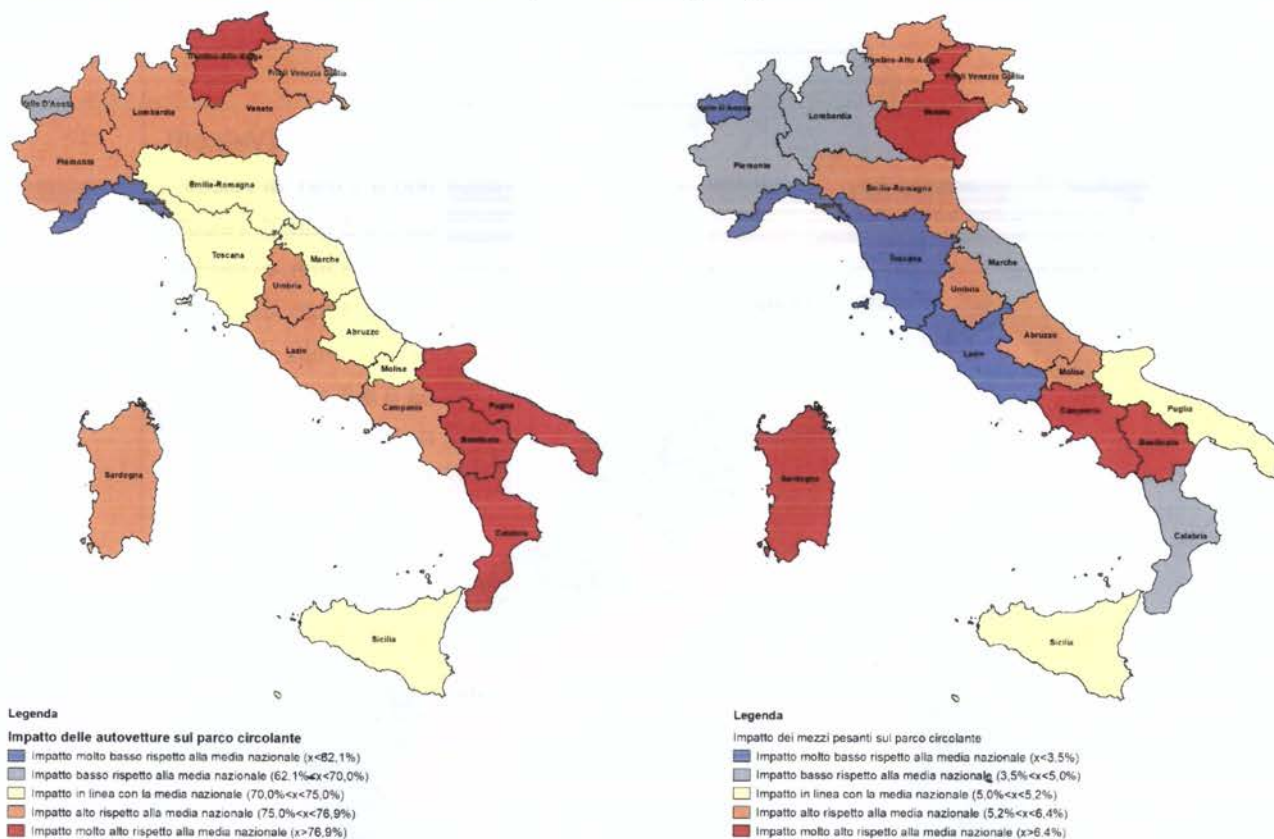 Trentino-Alto Adige
Friuli Venezia Giulia
Valle D'Aosta
Lombardia
Veneto
Piemonte
Emilia-Romagna
Toscana
Marche
Umbria
Abruzzo
Lazio
Molise
Campania
Puglia
Basilicata
Sardegna
Calabria
Sicilia
Legenda
Impatto delle autovetture sul parco circolante
Impatto molto basso rispetto alla media nazionale (x<62,1%)
Impatto basso rispetto alla media nazionale (62,1%<x<70,0%)
Impatto in linea con la media nazionale (70,0%<x<75,0%)
Impatto alto rispetto alla media nazionale (75,0%<x<76,9%)
Impatto molto alto rispetto alla media nazionale (x>76,9%)
Trentino-Alto Adige
Friuli Venezia Giulia
Valle D'Aosta
Lombardia
Veneto
Piemonte
Emilia-Romagna
Toscana
Marche
Umbria
Abruzzo
Lazio
Molise
Campania
Puglia
Basilicata
Sardegna
Calabria
Sicilia
Legenda
Impatto dei mezzi pesanti sul parco circolante
Impatto molto basso rispetto alla media nazionale (x<3,5%)
Impatto basso rispetto alla media nazionale (3,5%<x<5,0%)
Impatto in linea con la media nazionale (5,0%<x<5,2%)
Impatto alto rispetto alla media nazionale (5,2%<x<6,4%)
Impatto molto alto rispetto alla media nazionale (x>6,4%)